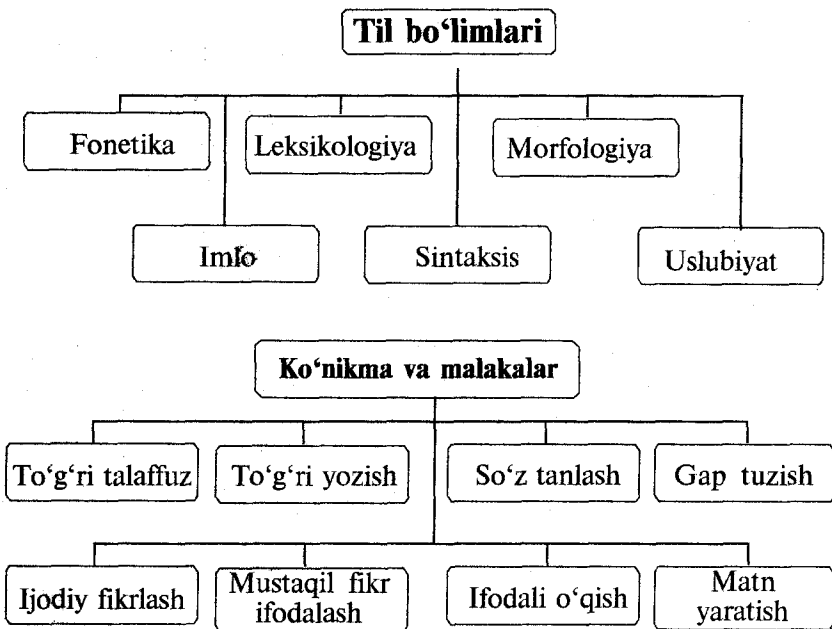 Til bo‘limlari
Fonetika
Leksikologiya
Morfologiya
Imlo
Sintaksis
Uslubiyat
Ko‘nikma va malakalar
To‘g‘ri talaffuz
To‘g‘ri yozish
So‘z tanlash
Gap tuzish
Ijodiy fikrlash
Mustaqil fikr
ifodalash
Ifodali o‘qish
Matn
yaratish